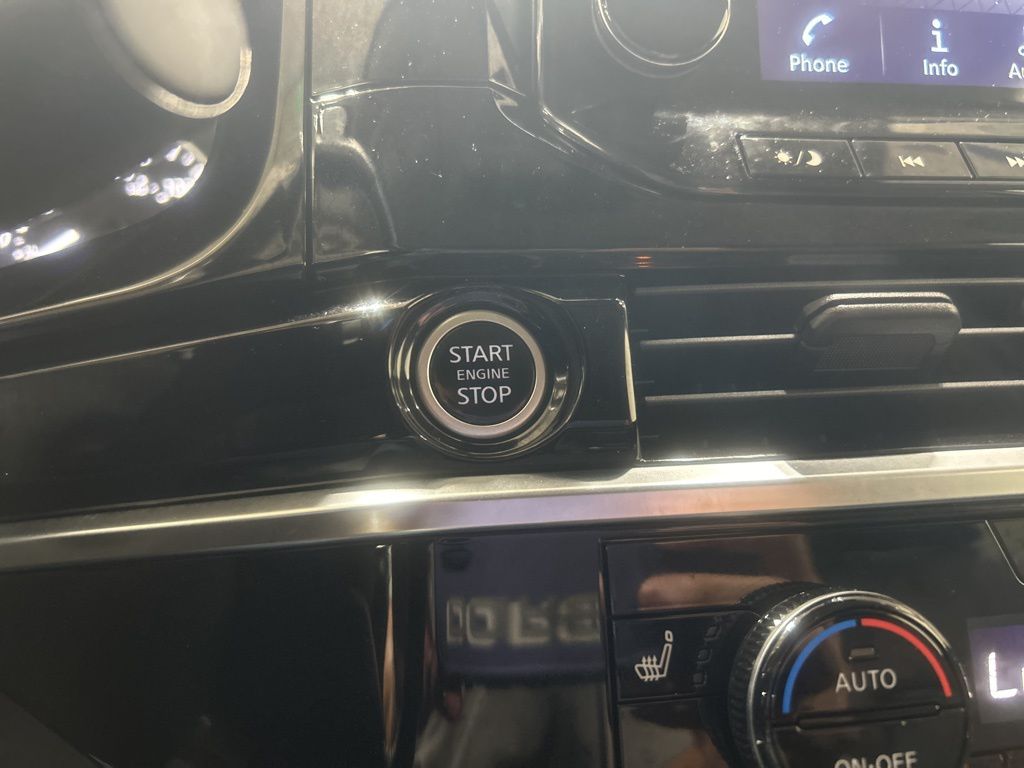 Phone
Info
START
ENGINE
STOP
AUTO
ON·OFF